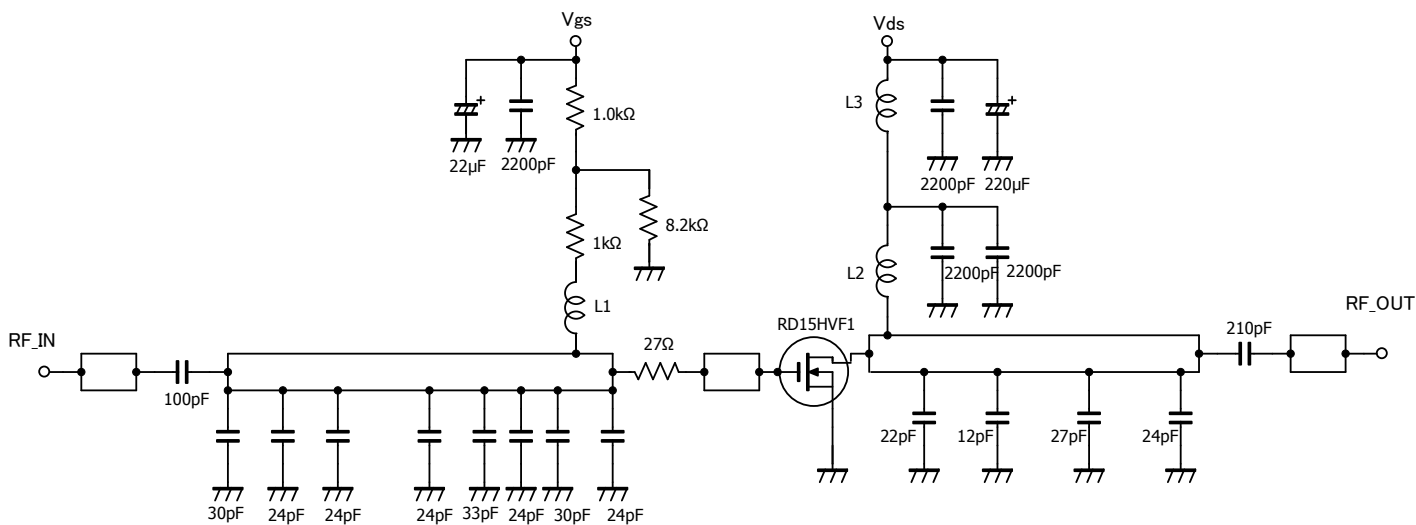 Vgs
Vds
22μF
2200pF
1.0kΩ
1kΩ
8.2kΩ
L1
L3
2200pF
220μF
L2
2200pF
2200pF
RF_IN
100pF
27Ω
RD15HVF1
210pF
RF_OUT
30pF
24pF
24pF
24pF
33pF
24pF
30pF
24pF
22pF
12pF
27pF
24pF